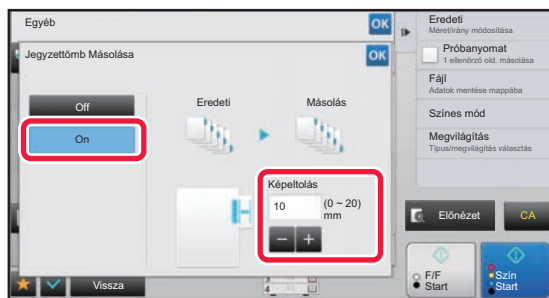 Egyéb
OK
Jegyzettömb Másolása
OK
Off
On
Eredeti
Másolás
Képeltolás
10
(0 ~ 20)
mm
Vissza
Eredeti
Méret/irány módosítása
Próbanyomat
1 ellenőrző old. másolása
Fájl
Adatok mentése mappába
Színes mód
Megvilágítás
Típus/megvilágítás választás
Előnézet
CA
F/F
Start
Szín
Start